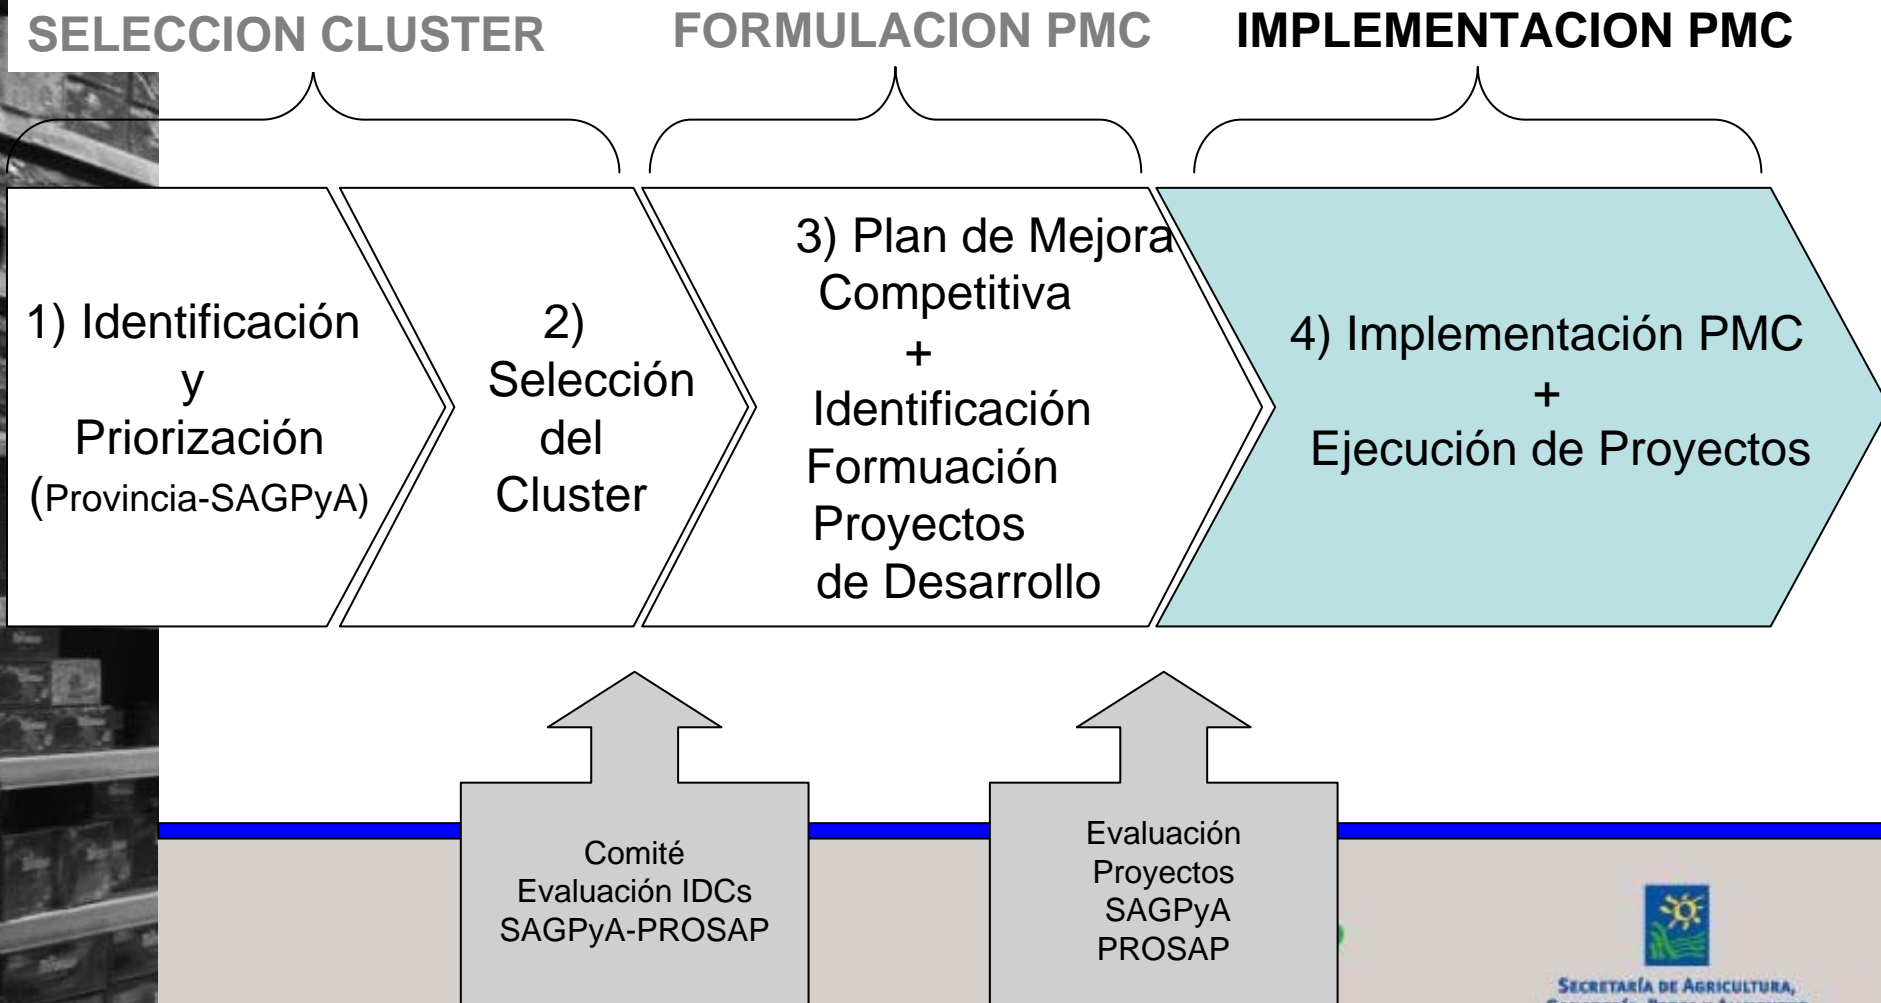 SELECCION CLUSTER
FORMULACION PMC
IMPLEMENTACION PMC
1) Identificación
y
Priorización
(Provincia-SAGPyA)
2)
Selección
del
Cluster
3) Plan de Mejora
Competitiva
+
Identificación
Formuación
Proyectos
de Desarrollo
4) Implementación PMC
+
Ejecución de Proyectos
Comité
Evaluación IDCs
SAGPyA-PROSAP
Evaluación
Proyectos
SAGPyA
PROSAP
SECRETARÍA DE AGRICULTURA,